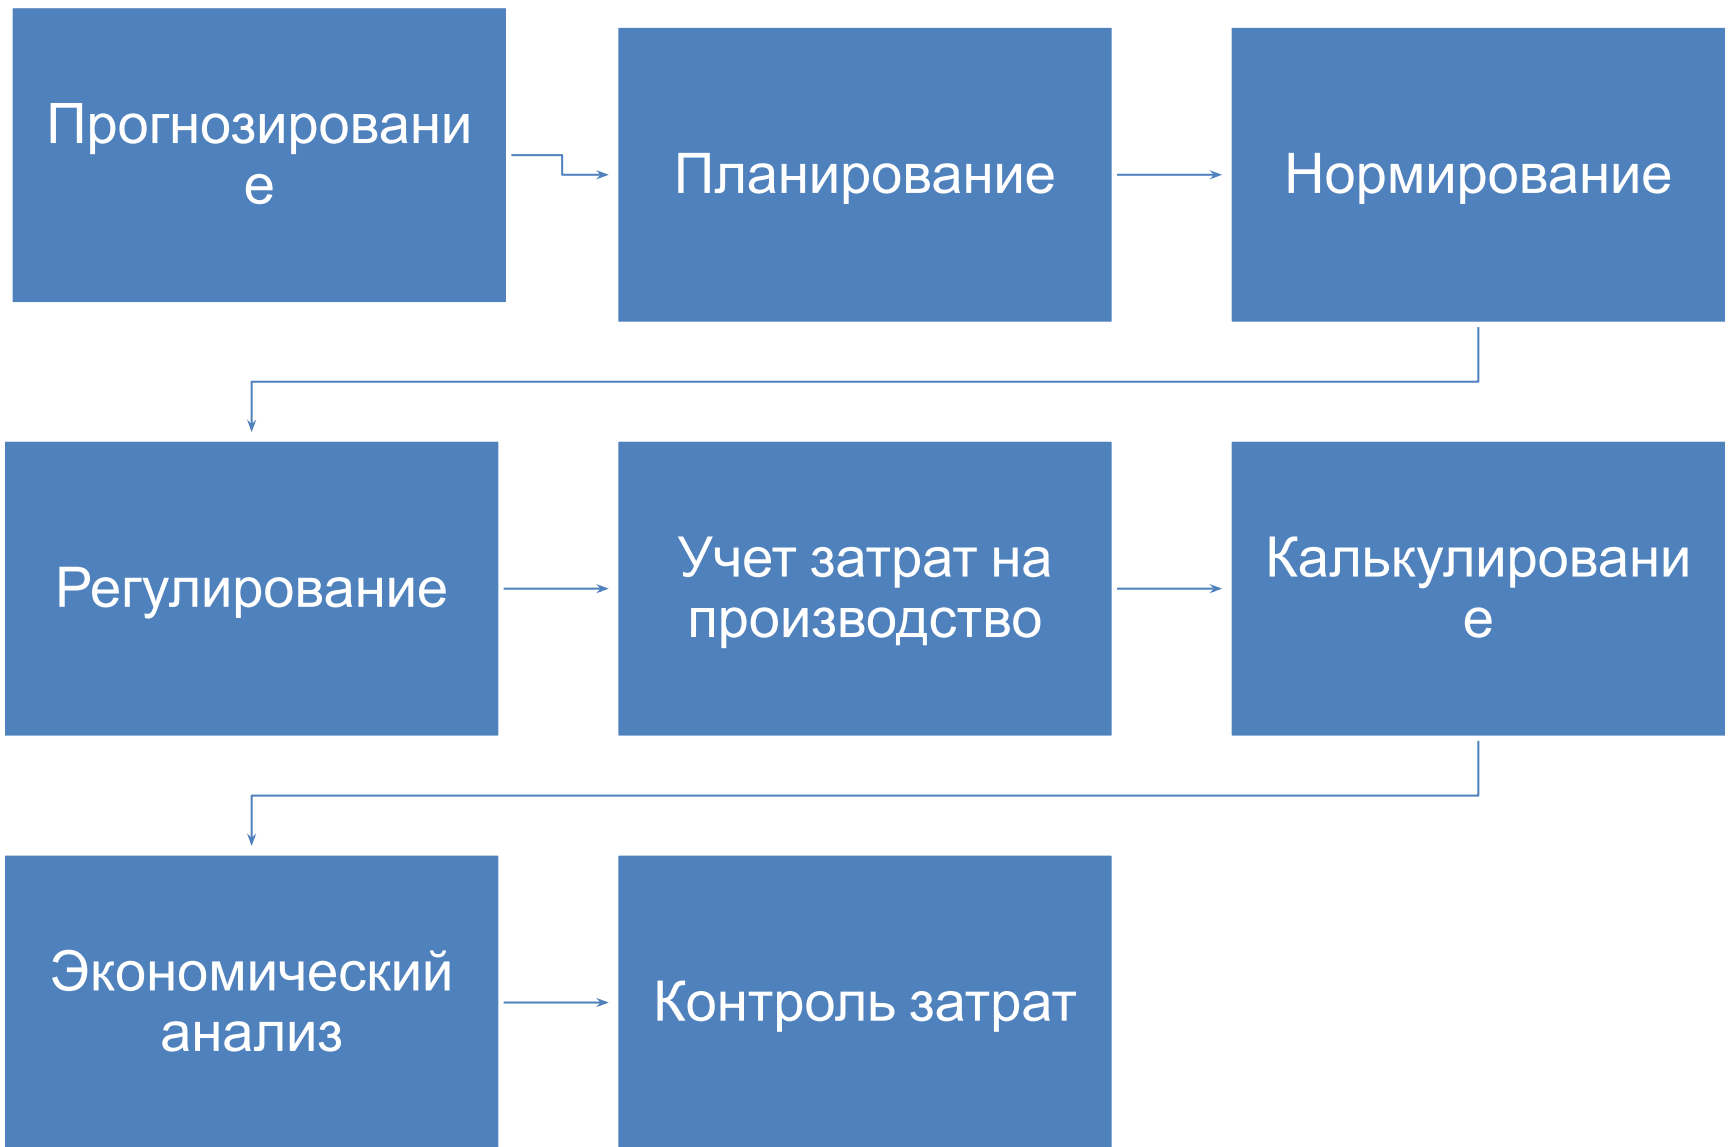 Прогнозировани
е
Планирование
Нормирование
Регулирование
Учет затрат на
производство
Калькулировани
е
Экономический
анализ
Контроль затрат